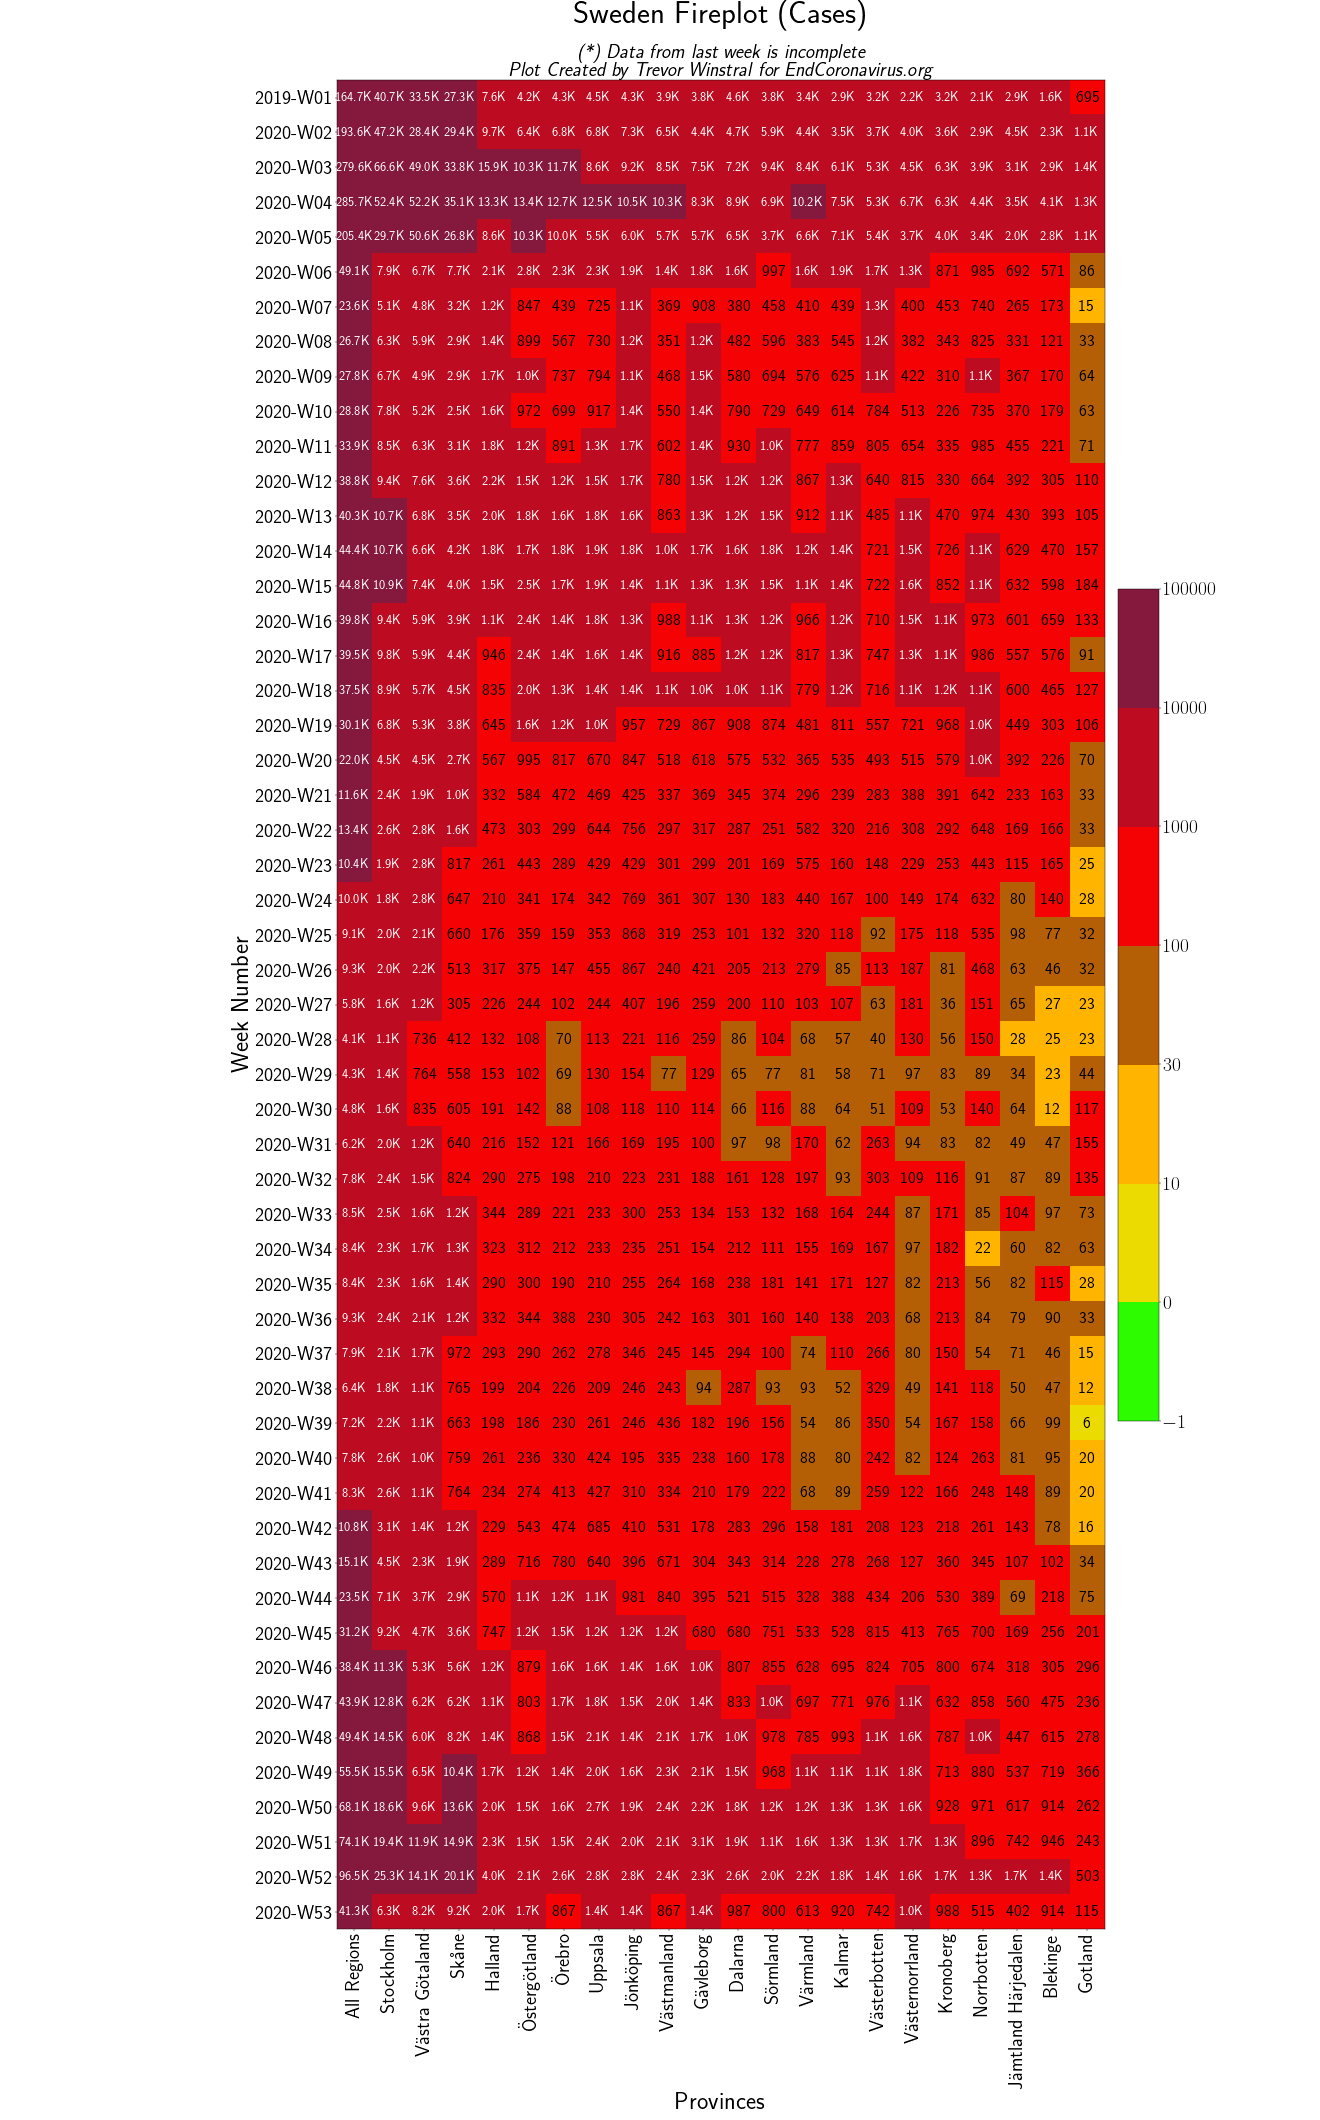 Sweden Fireplot (Cases)
(*) Data from last week is incomplete
Plot Created by Trevor Winstral for EndCoronavirus.org
2019-W01 164.7K 40.7K 33.5K 27.3K 7.6K 4.2K 4.3K 4.5K 4.3K 3.9K 3.8K 4.6K 3.8K 3.4K 2.9K 3.2K 2.2K 3.2K 2.1K 2.9K 1.6K 695
2020-W02 193.6K 47.2K 28.4K 29.4K 9.7K 6.4K 6.8K 6.8K 7.3K 6.5K 4.4K 4.7K 5.9K 4.4K 3.5K 3.7K 4.0K 3.6K 2.9K 4.5K 2.3K 1.1K
2020-W03 279.6K 66.6K 49.0K 33.8K 15.9K 10.3K 11.7K 8.6K 9.2K 8.5K 7.5K 7.2K 9.4K 8.4K 6.1K 5.3K 4.5K 6.3K 3.9K 3.1K 2.9K 1.4K
2020-W04 285.7K 52.4K 52.2K 35.1K 13.3K 13.4K 12.7K 12.5K 10.5K 10.3K 8.3K 8.9K 6.9K 10.2K 7.5K 5.3K 6.7K 6.3K 4.4K 3.5K 4.1K 1.3K
2020-W05 205.4K 29.7K 50.6K 26.8K 8.6K 10.3K 10.0K 5.5K 6.0K 5.7K 5.7K 6.5K 3.7K 6.6K 7.1K 5.4K 3.7K 4.0K 3.4K 2.0K 2.8K 1.1K
2020-W06 49.1K 7.9K 6.7K 7.7K 2.1K 2.8K 2.3K 2.3K 1.9K 1.4K 1.8K 1.6K 997 1.6K 1.9K 1.7K 1.3K 871 985 692 571 86
2020-W07 23.6K 5.1K 4.8K 3.2K 1.2K 847 439 725 1.1K 369 908 380 458 410 439 1.3K 400 453 740 265 173 15
2020-W08 26.7K 6.3K 5.9K 2.9K 1.4K 899 567 730 1.2K 351 1.2K 482 596 383 545 1.2K 382 343 825 331 121 33
2020-W09 27.8K 6.7K 4.9K 2.9K 1.7K 1.0K 737 794 1.1K 468 1.5K 580 694 576 625 1.1K 422 310 1.1K 367 170 64
2020-W10 28.8K 7.8K 5.2K 2.5K 1.6K 972 699 917 1.4K 550 1.4K 790 729 649 614 784 513 226 735 370 179 63
2020-W11 33.9K 8.5K 6.3K 3.1K 1.8K 1.2K 891 1.3K 1.7K 602 1.4K 930 1.0K 777 859 805 654 335 985 455 221 71
2020-W12 38.8K 9.4K 7.6K 3.6K 2.2K 1.5K 1.2K 1.5K 1.7K 780 1.5K 1.2K 1.2K 867 1.3K 640 815 330 664 392 305 110
2020-W13 40.3K 10.7K 6.8K 3.5K 2.0K 1.8K 1.6K 1.8K 1.6K 863 1.3K 1.2K 1.5K 912 1.1K 485 1.1K 470 974 430 393 105
2020-W14 44.4K 10.7K 6.6K 4.2K 1.8K 1.7K 1.8K 1.9K 1.8K 1.0K 1.7K 1.6K 1.8K 1.2K 1.4K 721 1.5K 726 1.1K 629 470 157
2020-W15 44.8K 10.9K 7.4K 4.0K 1.5K 2.5K 1.7K 1.9K 1.4K 1.1K 1.3K 1.3K 1.5K 1.1K 1.4K 722 1.6K 852 1.1K 632 598 184
2020-W16 39.8K 9.4K 5.9K 3.9K 1.1K 2.4K 1.4K 1.8K 1.3K 988 1.1K 1.3K 1.2K 966 1.2K 710 1.5K 1.1K 973 601 659 133
2020-W17 39.5K 9.8K 5.9K 4.4K 946 2.4K 1.4K 1.6K 1.4K 916 885 1.2K 1.2K 817 1.3K 747 1.3K 1.1K 986 557 576 91
2020-W18 37.5K 8.9K 5.7K 4.5K 835 2.0K 1.3K 1.4K 1.4K 1.1K 1.0K 1.0K 1.1K 779 1.2K 716 1.1K 1.2K 1.1K 600 465 127
2020-W19 30.1K 6.8K 5.3K 3.8K 645 1.6K 1.2K 1.0K 957 729 867 908 874 481 811 557 721 968 1.0K 449 303 106
2020-W20 22.0K 4.5K 4.5K 2.7K 567 995 817 670 847 518 618 575 532 365 535 493 515 579 1.0K 392 226 70
2020-W21 11.6K 2.4K 1.9K 1.0K 332 584 472 469 425 337 369 345 374 296 239 283 388 391 642 233 163 33
2020-W22 13.4K 2.6K 2.8K 1.6K 473 303 299 644 756 297 317 287 251 582 320 216 308 292 648 169 166 33
2020-W23 10.4K 1.9K 2.8K 817 261 443 289 429 429 301 299 201 169 575 160 148 229 253 443 115 165 25
2020-W24 10.0K 1.8K 2.8K 647 210 341 174 342 769 361 307 130 183 440 167 100 149 174 632 80 140 28
2020-W25 9.1K 2.0K 2.1K 660 176 359 159 353 868 319 253 101 132 320 118 92 175 118 535 98 77 32
2020-W26 9.3K 2.0K 2.2K 513 317 375 147 455 867 240 421 205 213 279 85 113 187 81 468 63 46 32
2020-W27 5.8K 1.6K 1.2K 305 226 244 102 244 407 196 259 200 110 103 107 63 181 36 151 65 27 23
2020-W28 4.1K 1.1K 736 412 132 108 70 113 221 116 259 86 104 68 57 40 130 56 150 28 25 23
2020-W29 4.3K 1.4K 764 558 153 102 69 130 154 77 129 65 77 81 58 71 97 83 89 34 23 44
2020-W30 4.8K 1.6K 835 605 191 142 88 108 118 110 114 66 116 88 64 51 109 53 140 64 12 117
2020-W31 6.2K 2.0K 1.2K 640 216 152 121 166 169 195 100 97 98 170 62 263 94 83 82 49 47 155
2020-W32 7.8K 2.4K 1.5K 824 290 275 198 210 223 231 188 161 128 197 93 303 109 116 91 87 89 135
2020-W33 8.5K 2.5K 1.6K 1.2K 344 289 221 233 300 253 134 153 132 168 164 244 87 171 85 104 97 73
2020-W34 8.4K 2.3K 1.7K 1.3K 323 312 212 233 235 251 154 212 111 155 169 167 97 182 22 60 82 63
2020-W35 8.4K 2.3K 1.6K 1.4K 290 300 190 210 255 264 168 238 181 141 171 127 82 213 56 82 115 28
2020-W36 9.3K 2.4K 2.1K 1.2K 332 344 388 230 305 242 163 301 160 140 138 203 68 213 84 79 90 33
2020-W37 7.9K 2.1K 1.7K 972 293 290 262 278 346 245 145 294 100 74 110 266 80 150 54 71 46 15
2020-W38 6.4K 1.8K 1.1K 765 199 204 226 209 246 243 94 287 93 93 52 329 49 141 118 50 47 12
2020-W39 7.2K 2.2K 1.1K 663 198 186 230 261 246 436 182 196 156 54 86 350 54 167 158 66 99 6
2020-W40 7.8K 2.6K 1.0K 759 261 236 330 424 195 335 238 160 178 88 80 242 82 124 263 81 95 20
2020-W41 8.3K 2.6K 1.1K 764 234 274 413 427 310 334 210 179 222 68 89 259 122 166 248 148 89 20
2020-W42 10.8K 3.1K 1.4K 1.2K 229 543 474 685 410 531 178 283 296 158 181 208 123 218 261 143 78 16
2020-W43 15.1K 4.5K 2.3K 1.9K 289 716 780 640 396 671 304 343 314 228 278 268 127 360 345 107 102 34
2020-W44 23.5K 7.1K 3.7K 2.9K 570 1.1K 1.2K 1.1K 981 840 395 521 515 328 388 434 206 530 389 69 218 75
2020-W45 31.2K 9.2K 4.7K 3.6K 747 1.2K 1.5K 1.2K 1.2K 1.2K 680 680 751 533 528 815 413 765 700 169 256 201
2020-W46 38.4K 11.3K 5.3K 5.6K 1.2K 879 1.6K 1.6K 1.4K 1.6K 1.0K 807 855 628 695 824 705 800 674 318 305 296
2020-W47 43.9K 12.8K 6.2K 6.2K 1.1K 803 1.7K 1.8K 1.5K 2.0K 1.4K 833 1.0K 697 771 976 1.1K 632 858 560 475 236
2020-W48 49.4K 14.5K 6.0K 8.2K 1.4K 868 1.5K 2.1K 1.4K 2.1K 1.7K 1.0K 978 785 993 1.1K 1.6K 787 1.0K 447 615 278
2020-W49 55.5K 15.5K 6.5K 10.4K 1.7K 1.2K 1.4K 2.0K 1.6K 2.3K 2.1K 1.5K 968 1.1K 1.1K 1.1K 1.8K 713 880 537 719 366
2020-W50 68.1K 18.6K 9.6K 13.6K 2.0K 1.5K 1.6K 2.7K 1.9K 2.4K 2.2K 1.8K 1.2K 1.2K 1.3K 1.3K 1.6K 928 971 617 914 262
2020-W51 74.1K 19.4K 11.9K 14.9K 2.3K 1.5K 1.5K 2.4K 2.0K 2.1K 3.1K 1.9K 1.1K 1.6K 1.3K 1.3K 1.7K 1.3K 896 742 946 243
2020-W52 96.5K 25.3K 14.1K 20.1K 4.0K 2.1K 2.6K 2.8K 2.8K 2.4K 2.3K 2.6K 2.0K 2.2K 1.8K 1.4K 1.6K 1.7K 1.3K 1.7K 1.4K 503
2020-W53 41.3K 6.3K 8.2K 9.2K 2.0K 1.7K 867 1.4K 1.4K 867 1.4K 987 800 613 920 742 1.0K 988 515 402 914 115
Week Number
All Regions
Stockholm
Västra Götaland
Skåne
Halland
Östergötland
Örebro
Uppsala
Jönköping
Västmanland
Gävleborg
Dalarna
Sörmland
Värmland
Kalmar
Västerbotten
Västernorrland
Kronoberg
Norrbotten
Jämtland Härjedalen
Blekinge
Gotland
Provinces
100000
10000
1000
100
30
10
0
−1